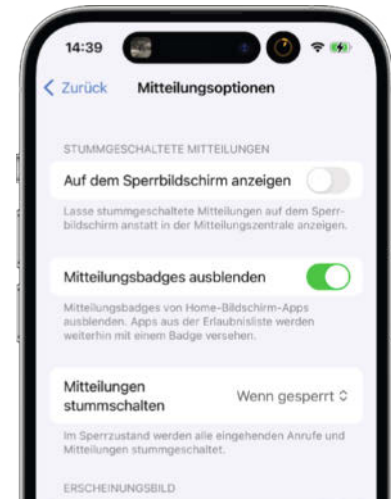 14:39
Zurück Mitteilungsoptionen
STUMMGESCHALTETE MITTEILUNGEN
Auf dem Sperrbildschirm anzeigen
Lasse stummgeschaltete Mitteilungen auf dem Sperr-
bildschirm anstatt in der Mitteilungszentrale anzeigen.
Mitteilungsbadges ausblenden
Mitteilungsbadges von Home-Bildschirm-Apps
ausblenden. Apps aus der Erlaubnisliste werden
weiterhin mit einem Badge versehen.
Mitteilungen
stummschalten Wenn gesperrt
Im Sperrzustand werden alle eingehenden Anrufe und
Mitteilungen stummgeschaltet.
ERSCHEINUNGSBILD